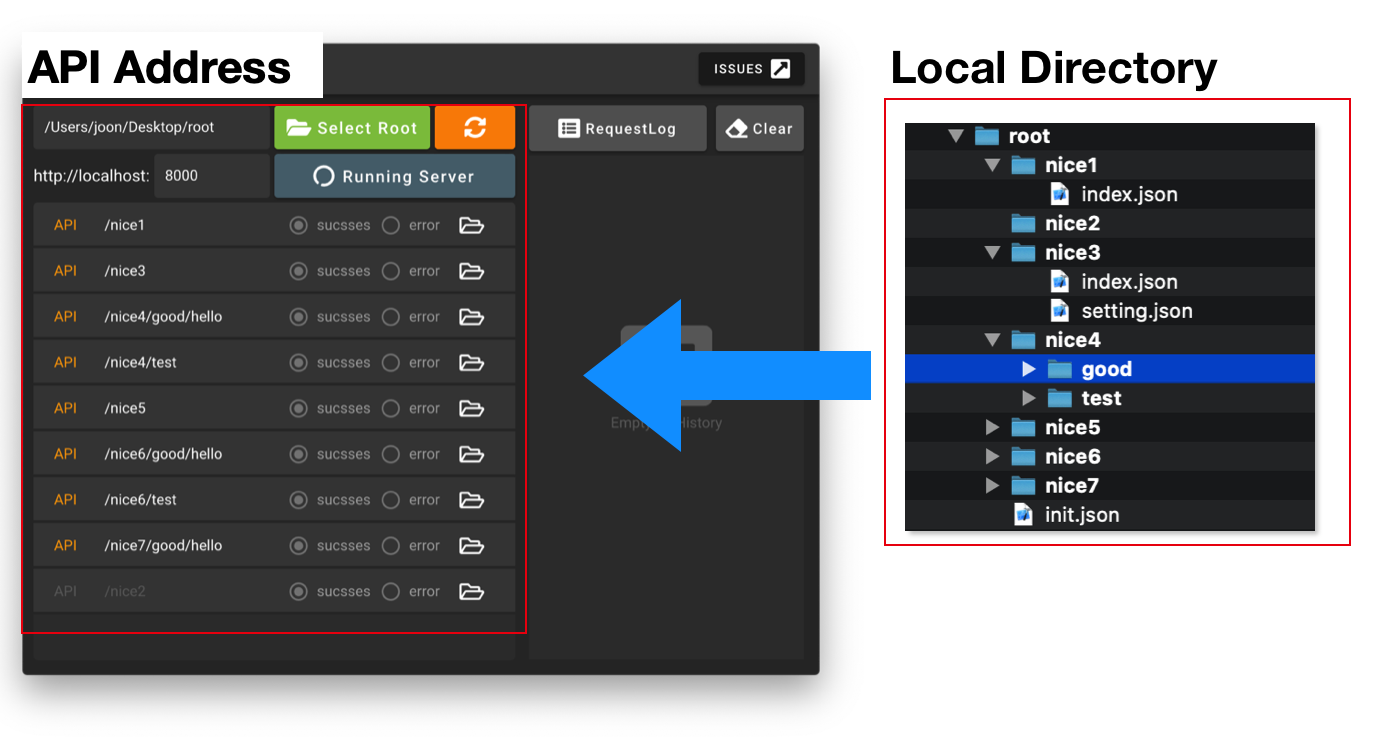 API Address
ISSUES
/Users/joon/Desktop/root
Select Root
http://localhost: 8000
Running Server
API /nice1 sucsses error
API /nice3 sucsses error
API /nice4/good/hello sucsses error
API /nice4/test sucsses error
API /nice5 sucsses error
API /nice6/good/hello sucsses error
API /nice6/test sucsses error
API /nice7/good/hello sucsses error
API /nice2 sucsses error
RequestLog
Clear
History
Local Directory
root
nice1
index.json
nice2
nice3
index.json
setting.json
nice4
good
test
nice5
nice6
nice7
init.json